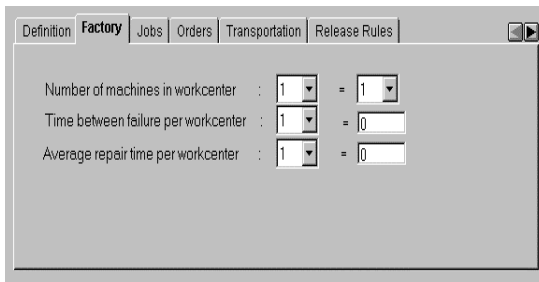 Definition Factory Jobs Orders Transportation Release Rules
Number of machines in workcenter : 1 = 1
Time between failure per workcenter : 1 = 0
Average repair time per workcenter : 1 = 0